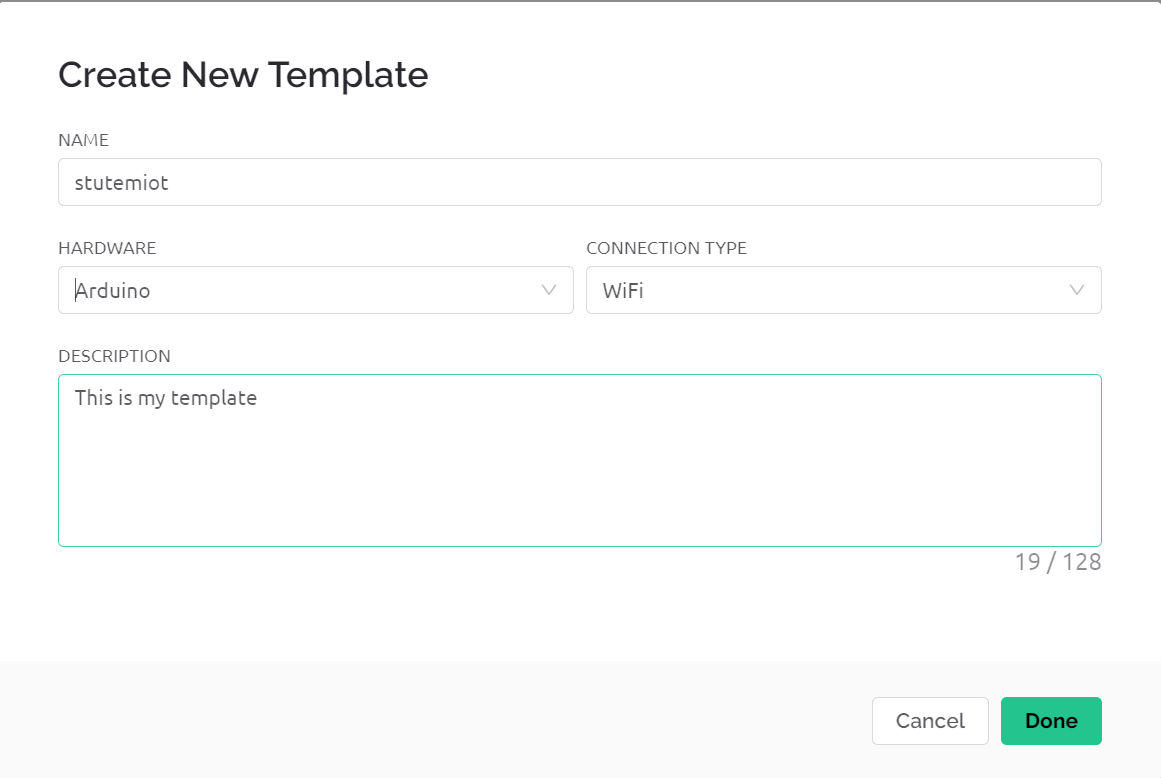 Create New Template
NAME
stutemiot
HARDWARE
CONNECTION TYPE
Arduino
WiFi
DESCRIPTION
This is my template
19 / 128
Cancel
Done